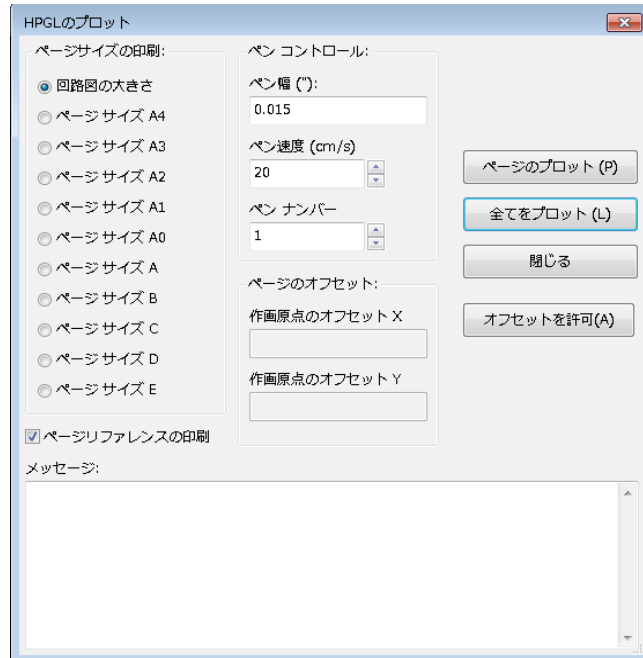 HPGLのプロット
ページサイズの印刷:
回路図の大きさ
ページ サイズ A4
ページ サイズ A3
ページ サイズ A2
ページ サイズ A1
ページ サイズ A0
ページ サイズ A
ページ サイズ B
ページ サイズ C
ページ サイズ D
ページ サイズ E
ページリファレンスの印刷
ペン コントロール:
ペン幅 ("):
0.015
ペン速度 (cm/s)
20
ペン ナンバー
1
ページのオフセット:
作画原点のオフセット X
作画原点のオフセット Y
ページのプロット (P)
全てをプロット (L)
閉じる
オフセットを許可(A)
メッセージ: